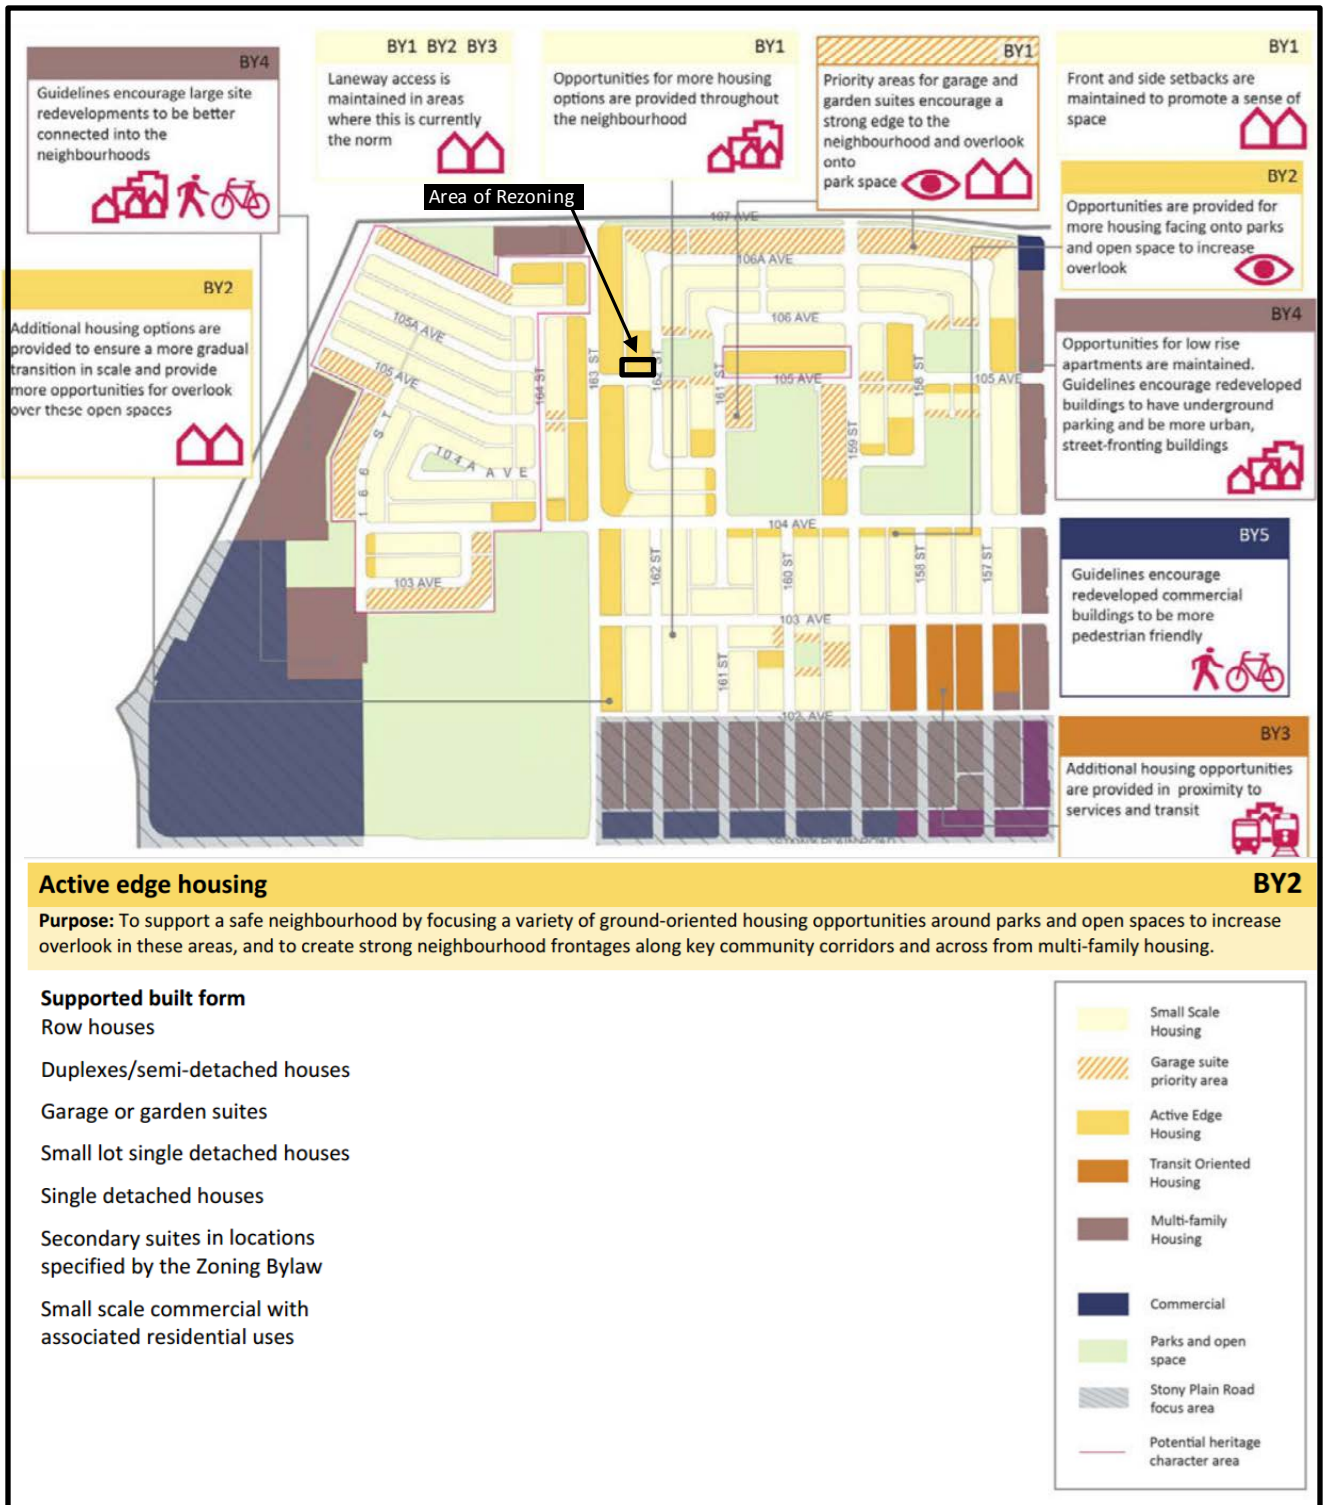 BY4
Guidelines encourage large site
redevelopments to be better
connected into the
neighbourhoods
BY1 BY2 BY3
Laneway access is
maintained in areas
where this is currently
the norm
BY1
Opportunities for more housing
options are provided throughout
the neighbourhood
BY1
Priority areas for garage and
garden suites encourage a
strong edge to the
neighbourhood and overlook
onto
park space
BY1
Front and side setbacks are
maintained to promote a sense of
space
BY2
Opportunities are provided for
more housing facing onto parks
and open space to increase
overlook
BY2
Additional housing options are
provided to ensure a more gradual
transition in scale and provide
more opportunities for overlook
over these open spaces
BY4
Opportunities for low rise
apartments are maintained.
Guidelines encourage redeveloped
buildings to have underground
parking and be more urban,
street-fronting buildings
BY5
Guidelines encourage
redeveloped commercial
buildings to be more
pedestrian friendly
BY3
Additional housing opportunities
are provided in proximity to
services and transit
Area of Rezoning
107 AVE
106A AVE
106 AVE
105A AVE
105 AVE
105 AVE
105 AVE
104A AVE
104 AVE
103 AVE
103 AVE
102 AVE
166 ST
164 ST
163 ST
162 ST
161 ST
159 ST
158 ST
162 ST
160 ST
158 ST
157 ST
161 ST
Active edge housing BY2
Purpose: To support a safe neighbourhood by focusing a variety of ground-oriented housing opportunities around parks and open spaces to increase
overlook in these areas, and to create strong neighbourhood frontages along key community corridors and across from multi-family housing.
Supported built form
Row houses
Duplexes/semi-detached houses
Garage or garden suites
Small lot single detached houses
Single detached houses
Secondary suites in locations
specified by the Zoning Bylaw
Small scale commercial with
associated residential uses
Small Scale
Housing
Garage suite
priority area
Active Edge
Housing
Transit Oriented
Housing
Multi-family
Housing
Commercial
Parks and open
space
Stony Plain Road
focus area
Potential heritage
character area